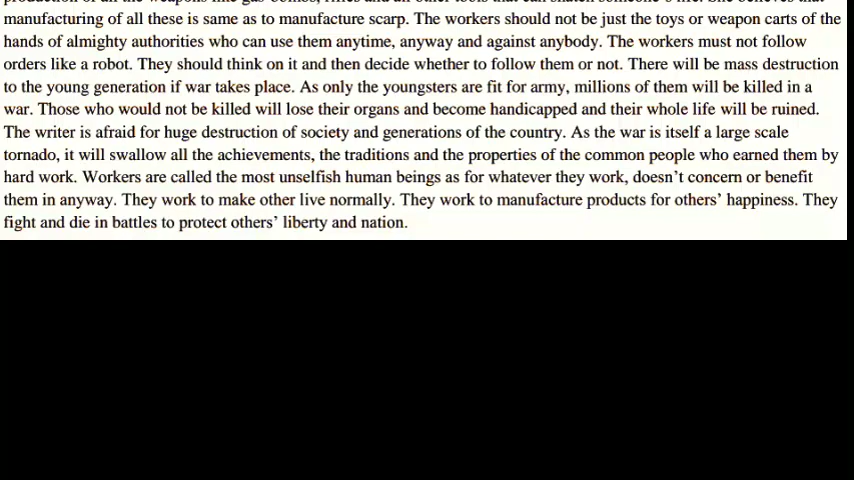 manufacturing of all these is same as to manufacture scarp. The workers should not be just the toys or weapon carts of the
hands of almighty authorities who can use them anytime, anyway and against anybody. The workers must not follow
orders like a robot. They should think on it and then decide whether to follow them or not. There will be mass destruction
to the young generation if war takes place. As only the youngsters are fit for army, millions of them will be killed in a
war. Those who would not be killed will lose their organs and become handicapped and their whole life will be ruined.
The writer is afraid for huge destruction of society and generations of the country. As the war is itself a large scale
tornado, it will swallow all the achievements, the traditions and the properties of the common people who earned them by
hard work. Workers are called the most unselfish human beings as for whatever they work, doesn't concern or benefit
them in anyway. They work to make other live normally. They work to manufacture products for others' happiness. They
fight and die in battles to protect others' liberty and nation.